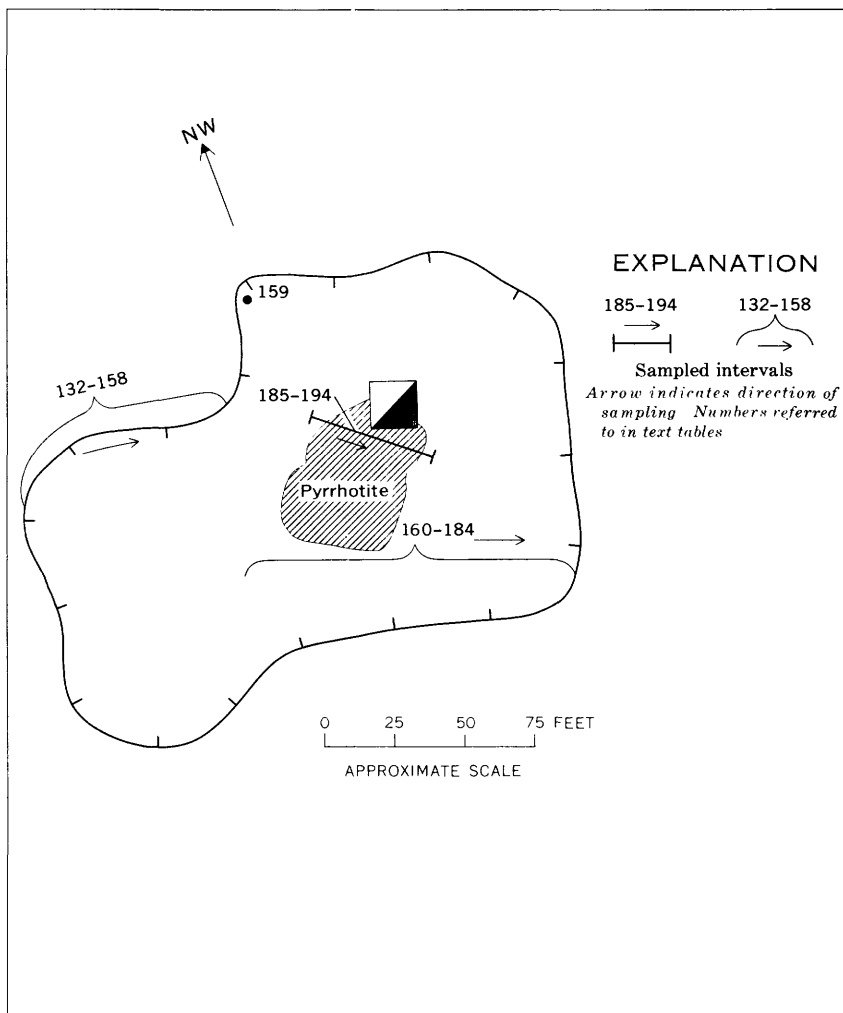 NW
159
132-158
185-194
Pyrrhotite
160-184
EXPLANATION
185-194 132-158
Sampled intervals
Arrow indicates direction of
sampling Numbers referred
to in text tables
0 25 50 75 FEET
APPROXIMATE SCALE